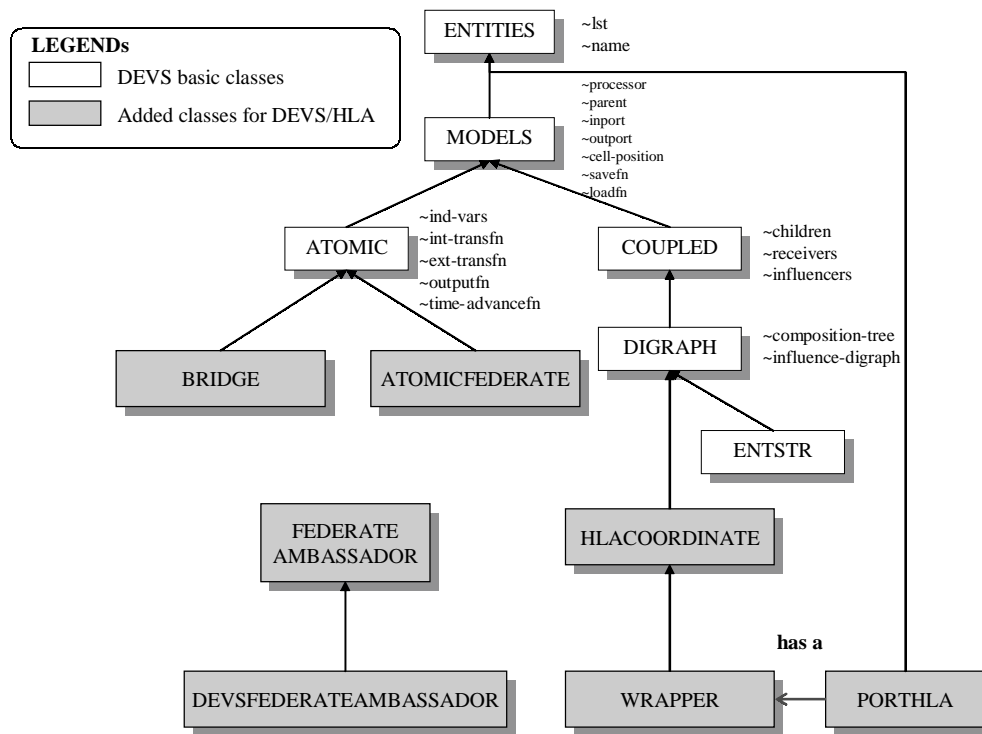 LEGENDs
DEVS basic classes
Added classes for DEVS/HLA
ENTITIES
~lst
~name
~processor
~parent
~inport
~outport
~cell-position
~savefn
~loadfn
MODELS
ATOMIC
~ind-vars
~int-transfn
~ext-transfn
~outputfn
~time-advancefn
COUPLED
~children
~receivers
~influencers
DIGRAPH
~composition-tree
~influence-digraph
BRIDGE
ATOMICFEDERATE
ENTSTR
FEDERATE
AMBASSADOR
HLACOORDINATE
has a
DEVSFEDERATEAMBASSADOR
WRAPPER
PORTHLA